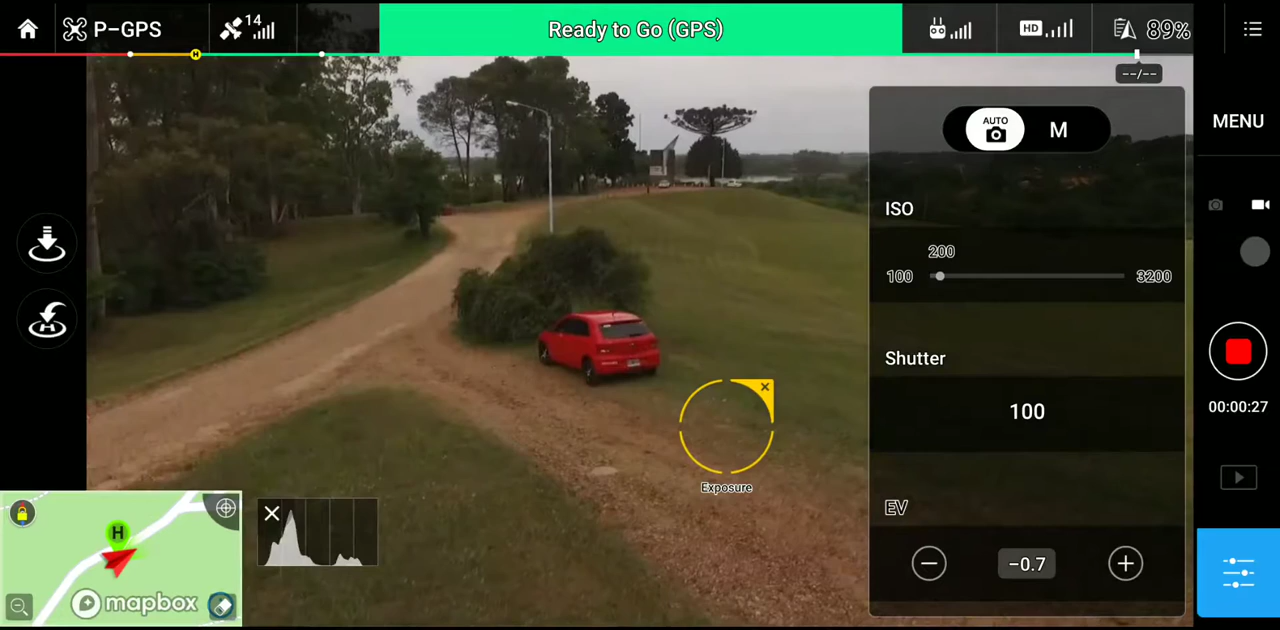 P-GPS
14
Ready to Go (GPS)
HD
89%
H
--/--
MENU
AUTO
M
ISO
200
100
3200
Shutter
100
EV
−0.7
00:00:27
Exposure
H
mapbox